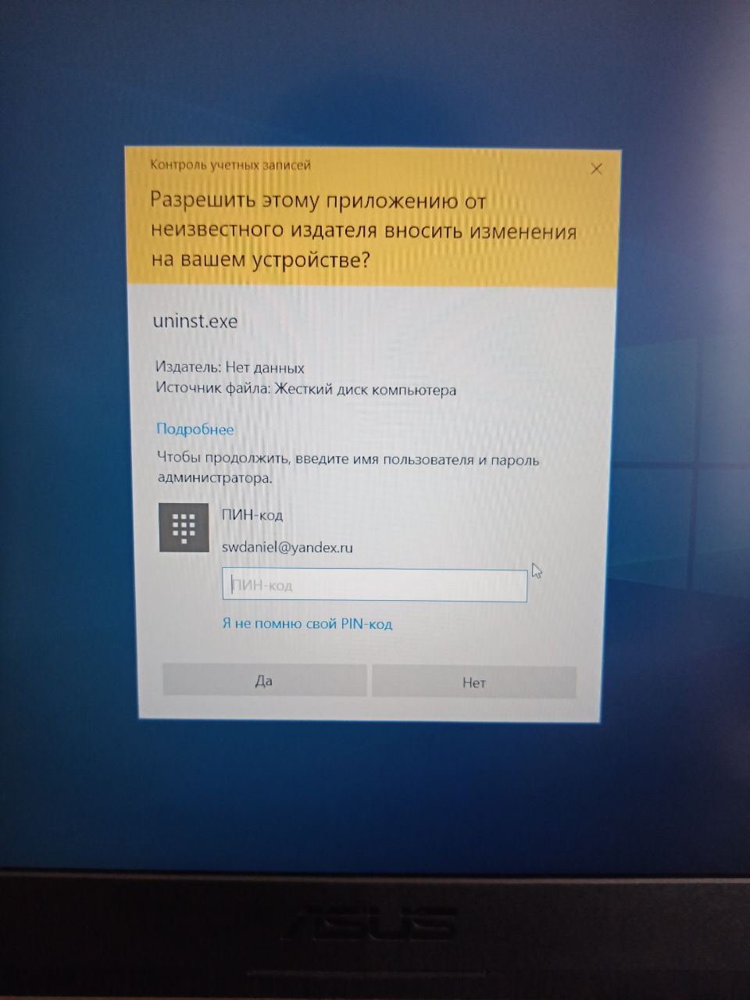 Контроль учетных записей
Разрешить этому приложению от
неизвестного издателя вносить изменения
на вашем устройстве?
uninst.exe
Издатель: Нет данных
Источник файла: Жесткий диск компьютера
Подробнее
Чтобы продолжить, введите имя пользователя и пароль
администратора.
ПИН-код
swdaniel@yandex.ru
ПИН-код
Я не помню свой PIN-код
Да
Нет
ASUS